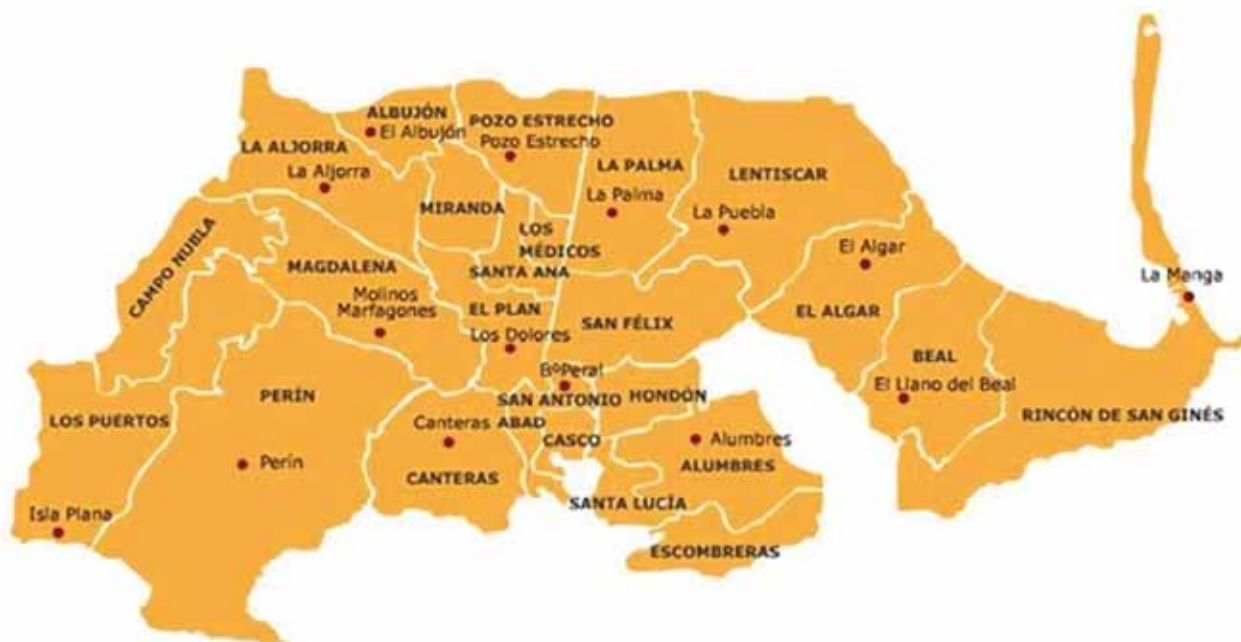 ALBUJÓN
El Albujón
POZO ESTRECHO
Pozo Estrecho
LA ALJORRA
La Aljorra
LA PALMA
La Palma
LENTISCAR
La Puebla
MIRANDA
LOS
MÉDICOS
CAMPO NUBLA
MAGDALENA
Molinos
Marfagones
SANTA ANA
EL PLAN
Los Dolores
SAN FÉLIX
El Algar
EL ALGAR
La Manga
BEAL
El Llano del Beal
RINCÓN DE SAN GINÉS
LOS PUERTOS
Isla Plana
PERÍN
Perín
Canteras
CANTERAS
BºPeral
SAN ANTONIO
ABAD
HONDÓN
CASCO
Alumbres
ALUMBRES
SANTA LUCÍA
ESCOMBRERAS